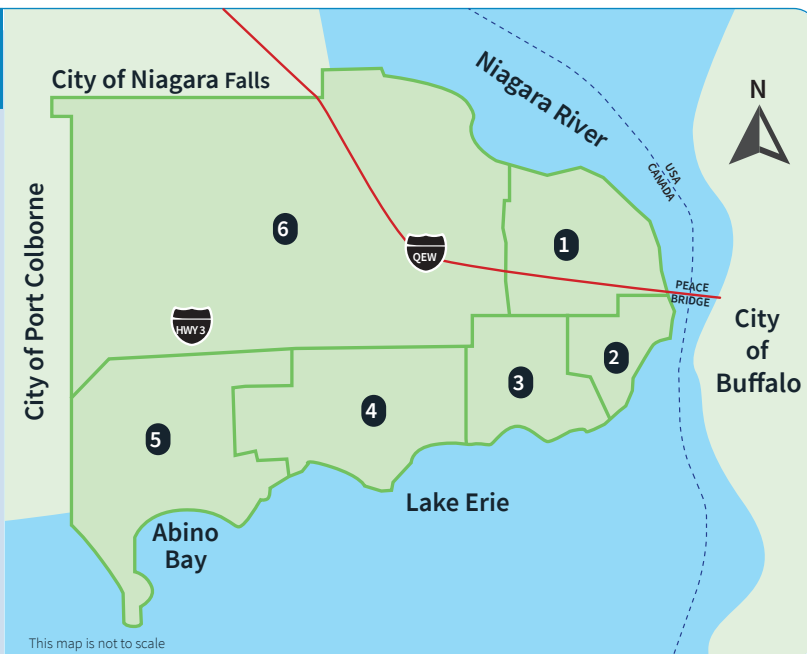 City of Niagara Falls
Niagara River
N
USA
CANADA
City of Port Colborne
6
1
QEW
PEACE
BRIDGE
HWY 3
City
of
Buffalo
2
3
4
5
Lake Erie
Abino
Bay
This map is not to scale